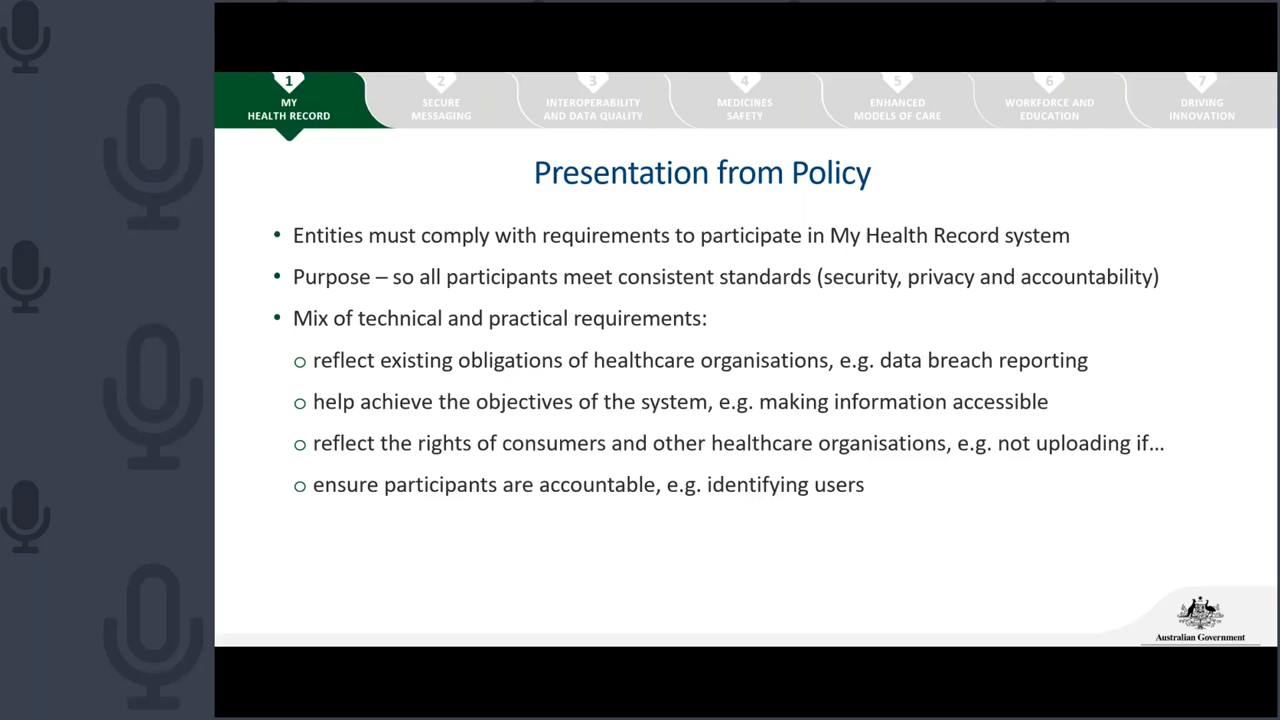 1 2 3 4 5 6 7
MY SECURE INTEROPERABILITY MEDICINES ENHANCED WORKFORCE AND DRIVING
HEALTH RECORD MESSAGING AND DATA QUALITY SAFETY MODELS OF CARE EDUCATION INNOVATION
Presentation from Policy
• Entities must comply with requirements to participate in My Health Record system
• Purpose – so all participants meet consistent standards (security, privacy and accountability)
• Mix of technical and practical requirements:
o reflect existing obligations of healthcare organisations, e.g. data breach reporting
o help achieve the objectives of the system, e.g. making information accessible
o reflect the rights of consumers and other healthcare organisations, e.g. not uploading if…
o ensure participants are accountable, e.g. identifying users
Australian Government